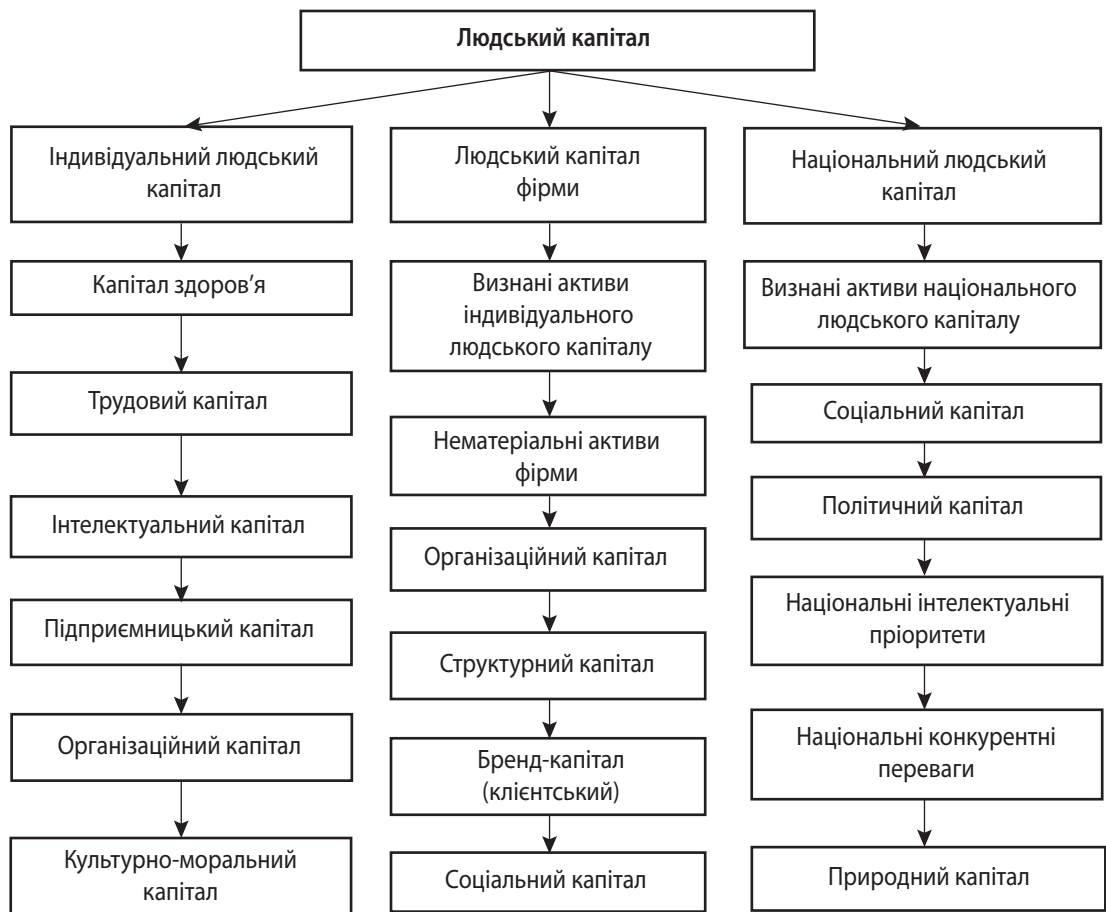 Людський капітал
Індивідуальний людський
капітал
Капітал здоров’я
Трудовий капітал
Інтелектуальний капітал
Підприємницький капітал
Організаційний капітал
Культурно-моральний
капітал
Людський капітал
фірми
Визнані активи
індивідуального
людського капіталу
Нематеріальні активи
фірми
Організаційний капітал
Структурний капітал
Бренд-капітал
(клієнтський)
Соціальний капітал
Національний людський
капітал
Визнані активи національного
людського капіталу
Соціальний капітал
Політичний капітал
Національні інтелектуальні
пріоритети
Національні конкурентні
переваги
Природний капітал